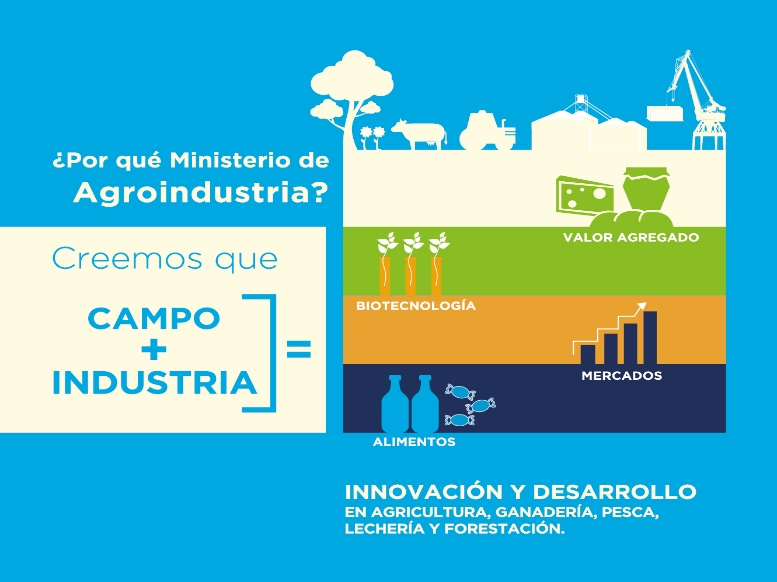 ¿Por qué Ministerio de
Agroindustria?
Creemos que
CAMPO
+
INDUSTRIA
=
VALOR AGREGADO
BIOTECNOLOGÍA
MERCADOS
ALIMENTOS
INNOVACIÓN Y DESARROLLO
EN AGRICULTURA, GANADERÍA, PESCA,
LECHERÍA Y FORESTACIÓN.